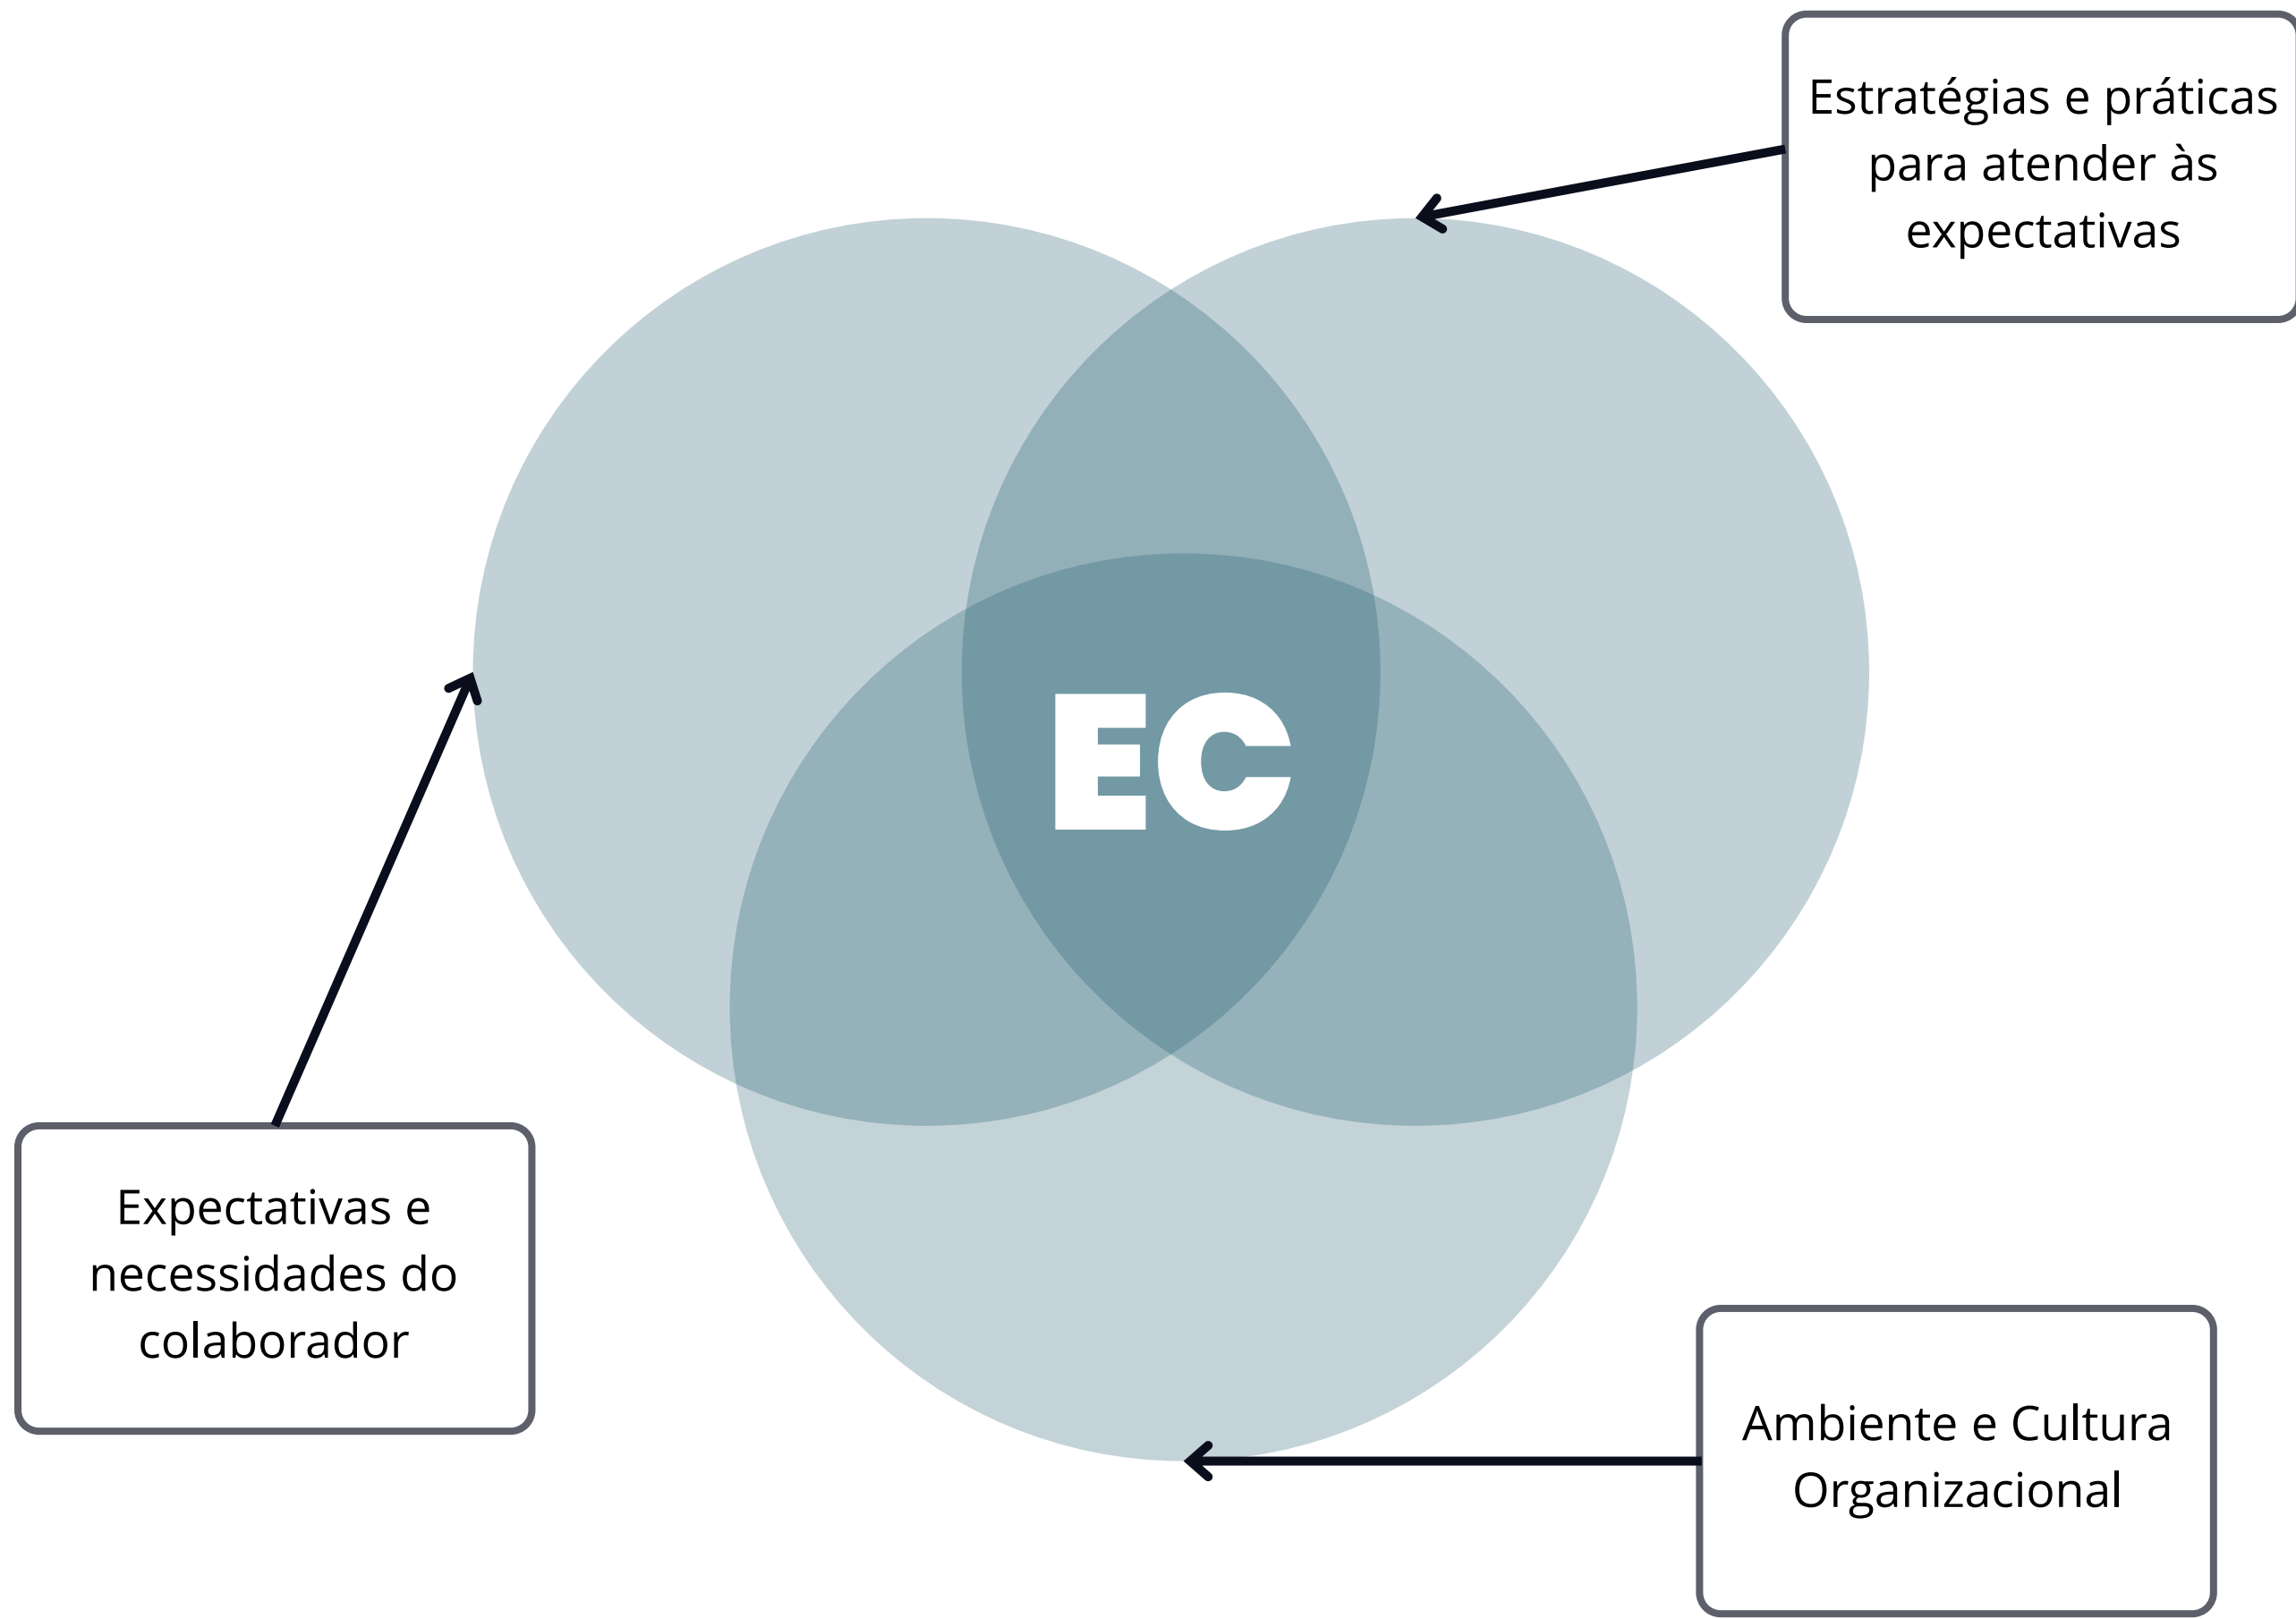 Estratégias e práticas
para atender às
expectativas
EC
Expectativas e
necessidades do
colaborador
Ambiente e Cultura
Organizacional